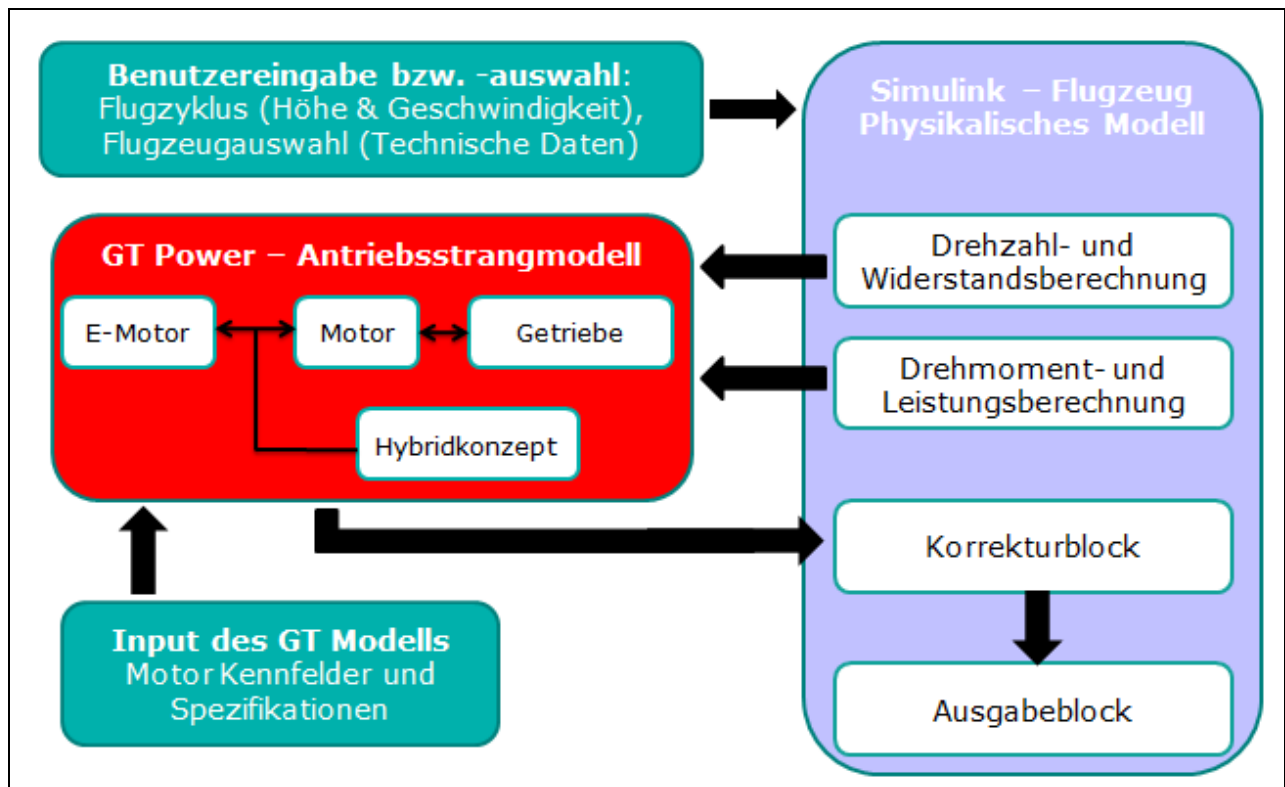 Benutzereingabe bzw. -auswahl:
Flugzyklus (Höhe & Geschwindigkeit),
Flugzeugauswahl (Technische Daten)
Simulink – Flugzeug
Physikalisches Modell
GT Power – Antriebsstrangmodell
E-Motor
Motor
Getriebe
Hybridkonzept
Drehzahl- und
Widerstandsberechnung
Drehmoment- und
Leistungsberechnung
Korrekturblock
Ausgabeblock
Input des GT Modells
Motor Kennfelder und
Spezifikationen